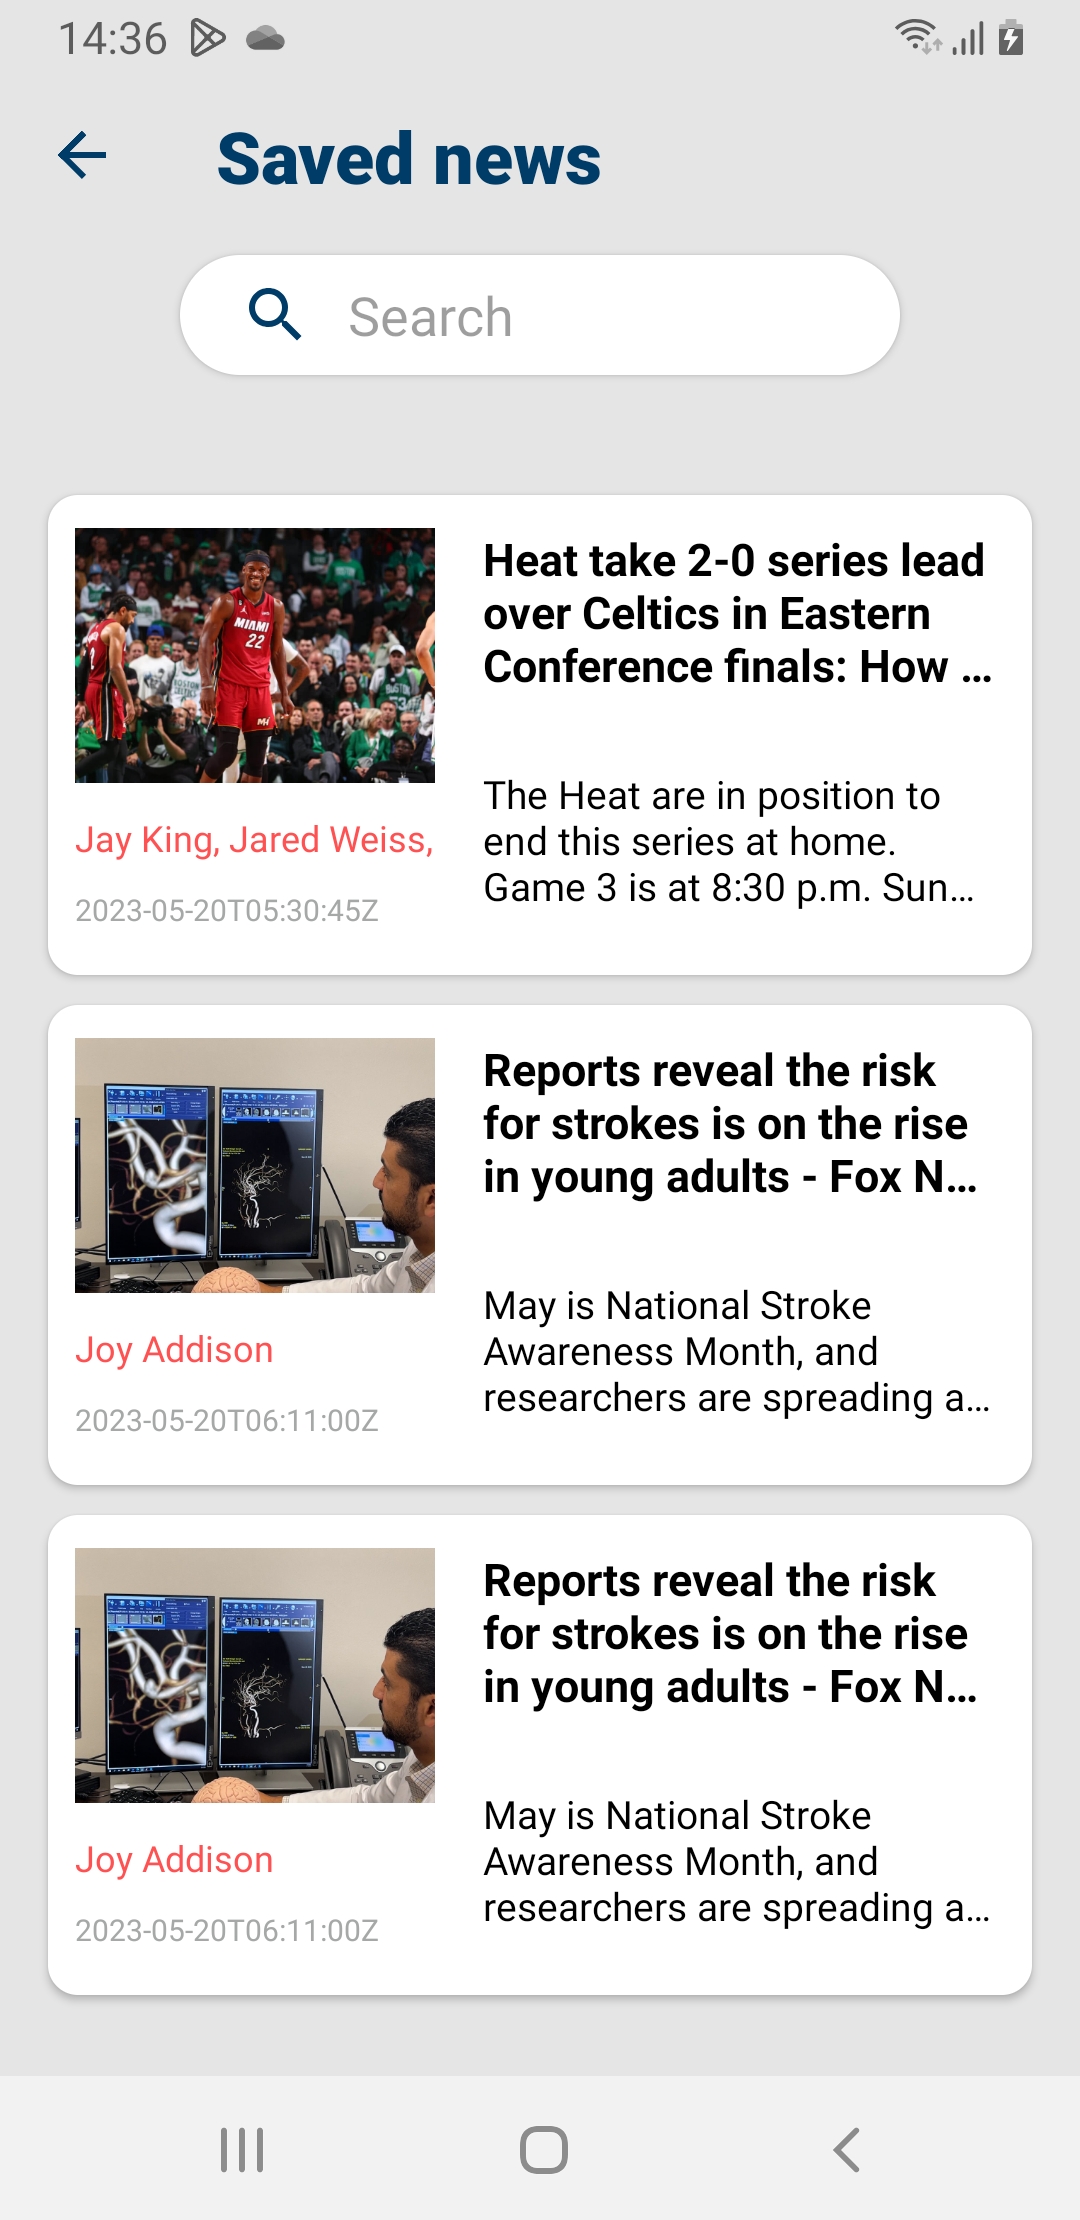 14:36
Saved news
Search
Heat take 2-0 series lead
over Celtics in Eastern
Conference finals: How ...
MIAMI
22
The Heat are in position to
end this series at home.
Game 3 is at 8:30 p.m. Sun...
Jay King, Jared Weiss,
2023-05-20T05:30:45Z
Reports reveal the risk
for strokes is on the rise
in young adults - Fox N...
May is National Stroke
Awareness Month, and
researchers are spreading a...
Joy Addison
2023-05-20T06:11:00Z
Reports reveal the risk
for strokes is on the rise
in young adults - Fox N...
May is National Stroke
Awareness Month, and
researchers are spreading a...
Joy Addison
2023-05-20T06:11:00Z